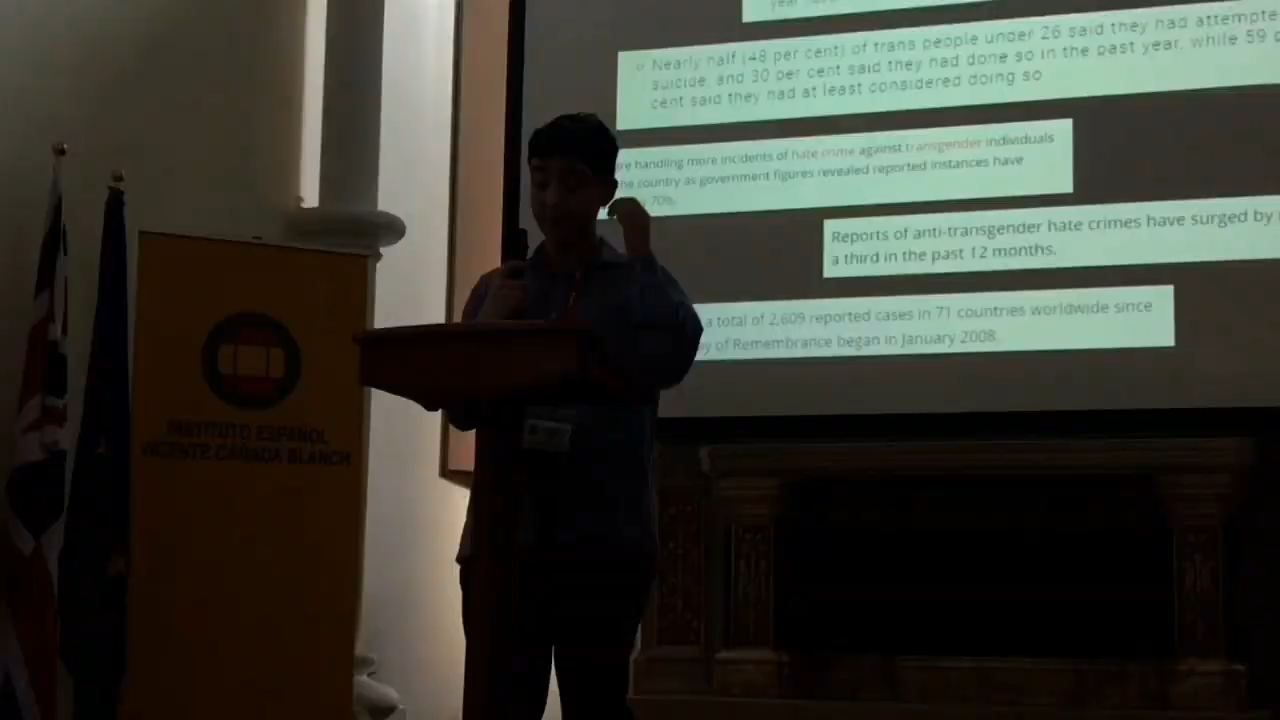 Nearly half (48 per cent) of trans people under 26 said they had attempte
suicide, and 30 per cent said they had done so in the past year, while 59
cent said they had at least considered doing so
re handling more incidents of hate crime against transgender individuals
he country as government figures revealed reported instances have
70%.
Reports of anti-transgender hate crimes have surged by
a third in the past 12 months.
a total of 2,609 reported cases in 71 countries worldwide since
y of Remembrance began in January 2008.
INSTITUTO ESPAÑOL
VICENTE CAÑADA BLANCH